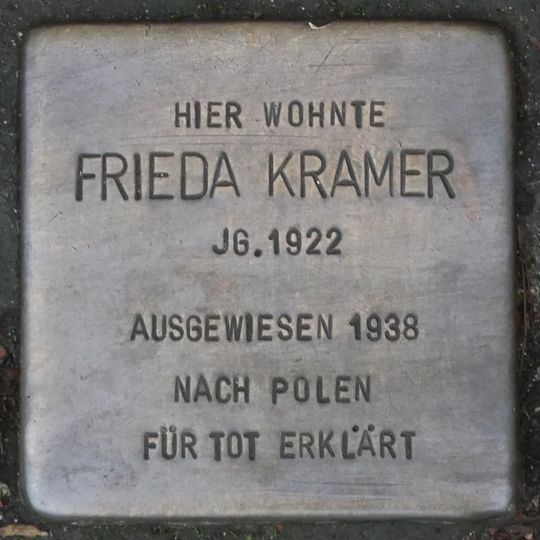 HIER WOHNTE
FRIEDA KRAMER
JG. 1922
AUSGEWIESEN 1938
NACH POLEN
FÜR TOT ERKLÄRT